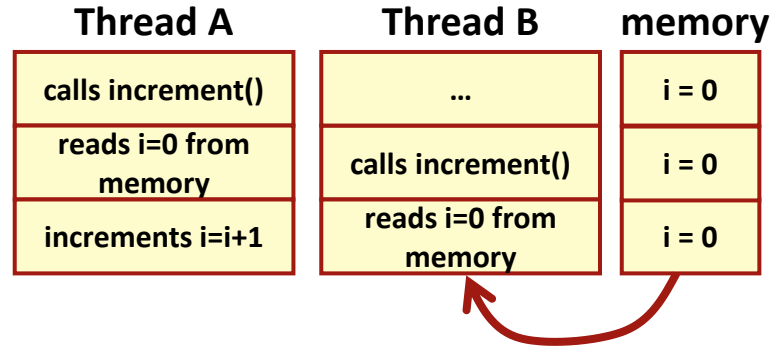 Thread A
Thread B
memory
calls increment()
...
i = 0
reads i=0 from
memory
calls increment()
i = 0
increments i=i+1
reads i=0 from
memory
i = 0